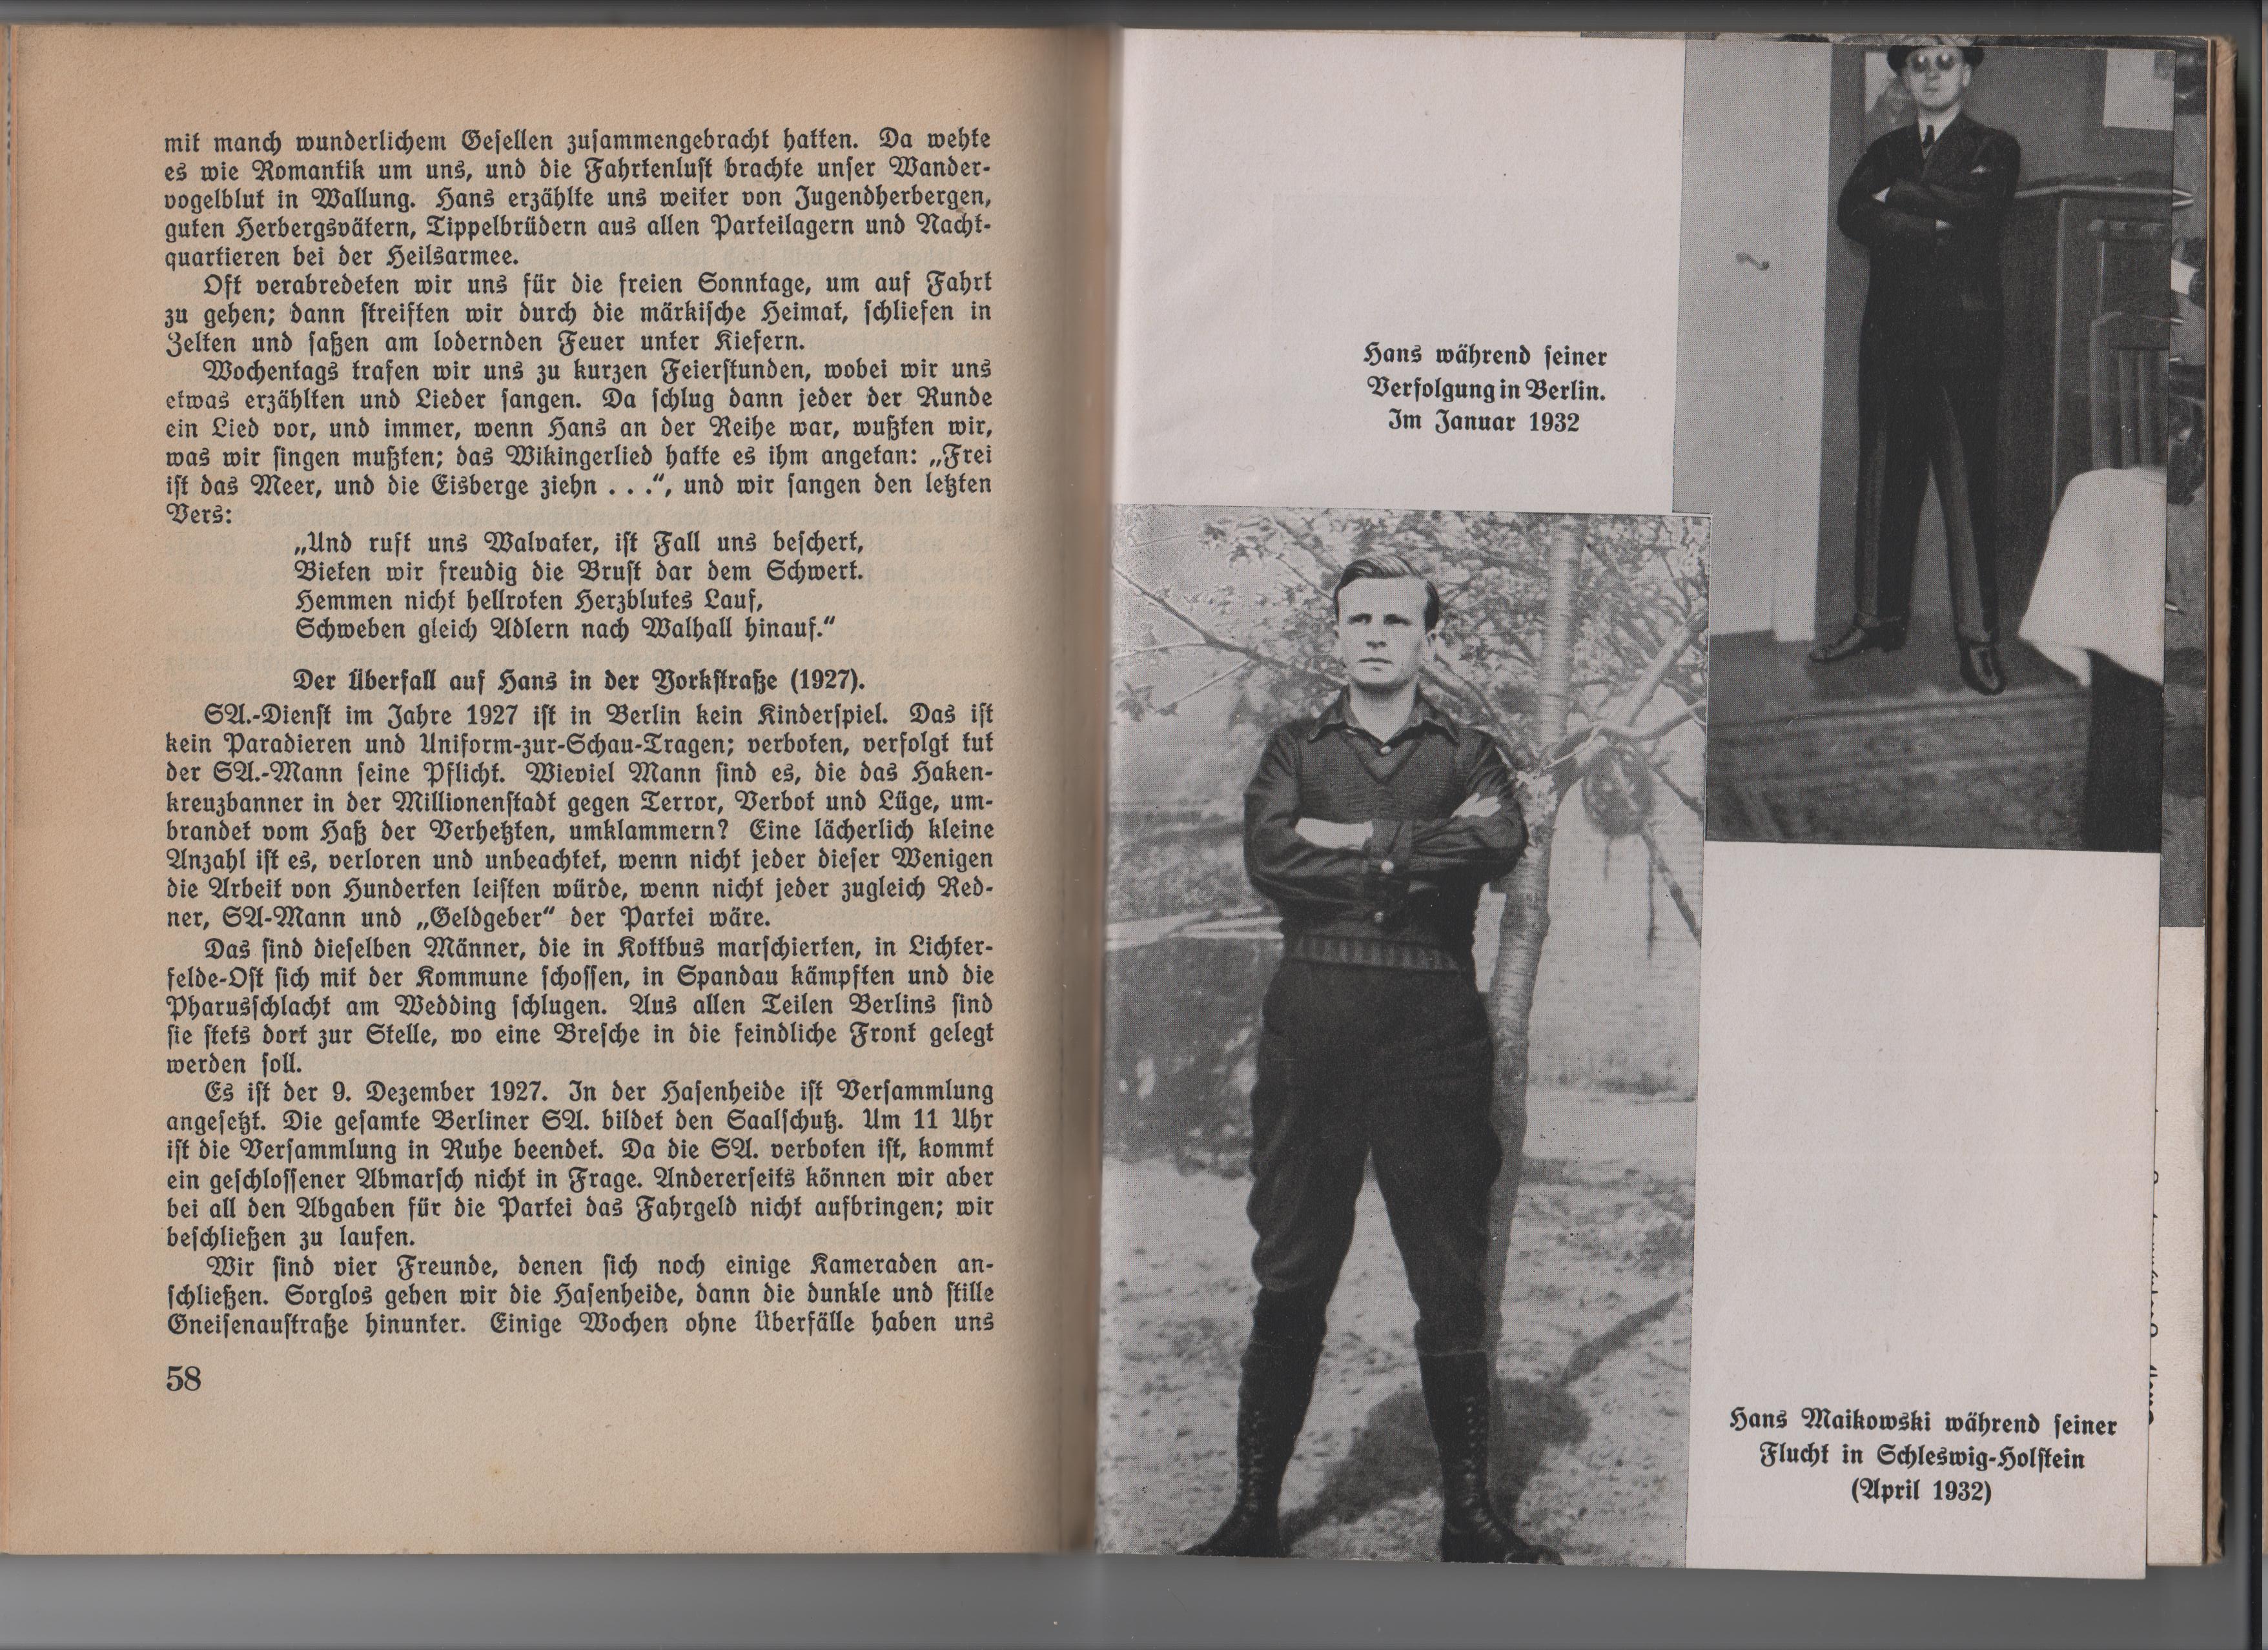 mit manch wunderlichem Gesellen zusammengebracht hatten. Da wehte
es wie Romantik um uns, und die Fahrtenlust brachte unser Wander-
vogelblut in Wallung. Hans erzählte uns weiter von Jugendherbergen,
guten Herbergsvätern, Tippelbrüdern aus allen Parteilagern und Nacht-
quartieren bei der Heilsarmee.
Oft verabredeten wir uns für die freien Sonntage, um auf Fahrt
zu gehen; dann streiften wir durch die märkische Heimat, schliefen in
Zelten und saßen am lodernden Feuer unter Kiefern.
Wochentags trafen wir uns zu kurzen Feierstunden, wobei wir uns
etwas erzählten und Lieder sangen. Da schlug dann jeder der Runde
ein Lied vor, und immer, wenn Hans an der Reihe war, wußten wir,
was wir singen mußten; das Wikingerlied hatte es ihm angetan: „Frei
ist das Meer, und die Eisberge ziehn . . .“, und wir sangen den letzten
Vers:
„Und ruft uns Walvater, ist Fall uns beschert,
Bieten wir freudig die Brust dar dem Schwert.
Hemmen nicht hellroten Herzblutes Lauf,
Schweben gleich Adlern nach Walhall hinauf.“
Der Überfall auf Hans in der Yorkstraße (1927).
SA.-Dienst im Jahre 1927 ist in Berlin kein Kinderspiel. Das ist
kein Paradieren und Uniform-zur-Schau-Tragen; verboten, verfolgt tut
der SA.-Mann seine Pflicht. Wieviel Mann sind es, die das Haken-
kreuzbanner in der Millionenstadt gegen Terror, Verbot und Lüge, um-
brandet vom Haß der Verhetzten, umklammern? Eine lächerlich kleine
Anzahl ist es, verloren und unbeachtet, wenn nicht jeder dieser Wenigen
die Arbeit von Hunderten leisten würde, wenn nicht jeder zugleich Red-
ner, SA-Mann und „Geldgeber“ der Partei wäre.
Das sind dieselben Männer, die in Kottbus marschierten, in Lichter-
felde-Ost sich mit der Kommune schossen, in Spandau kämpften und die
Pharusschlacht am Wedding schlugen. Aus allen Teilen Berlins sind
sie stets dort zur Stelle, wo eine Bresche in die feindliche Front gelegt
werden soll.
Es ist der 9. Dezember 1927. In der Hasenheide ist Versammlung
angesetzt. Die gesamte Berliner SA. bildet den Saalschutz. Um 11 Uhr
ist die Versammlung in Ruhe beendet. Da die SA. verboten ist, kommt
ein geschlossener Abmarsch nicht in Frage. Andererseits können wir aber
bei all den Abgaben für die Partei das Fahrgeld nicht aufbringen; wir
beschließen zu laufen.
Wir sind vier Freunde, denen sich noch einige Kameraden an-
schließen. Sorglos gehen wir die Hasenheide, dann die dunkle und stille
Gneisenaustraße hinunter. Einige Wochen ohne Überfälle haben uns
58
Hans während seiner
Verfolgung in Berlin.
Im Januar 1932
Hans Maikowski während seiner
Flucht in Schleswig-Holstein
(April 1932)